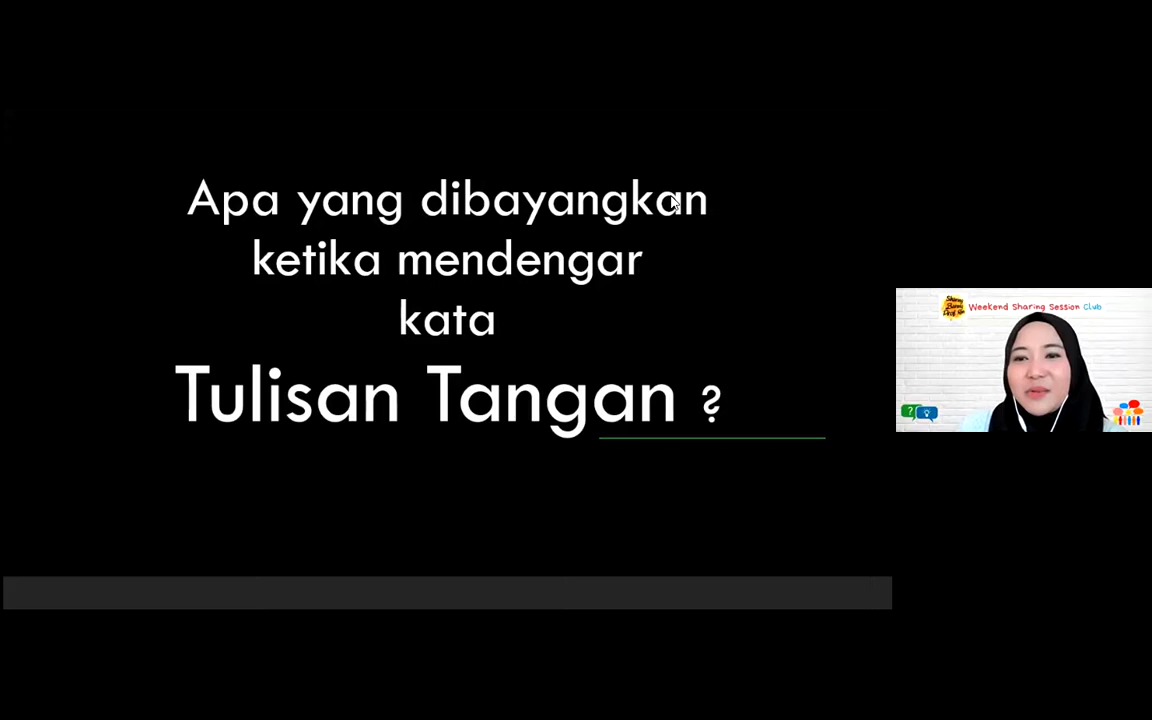 Apa yang dibayangkan
ketika mendengar
kata
Tulisan Tangan ?
Weekend Sharing Session Club